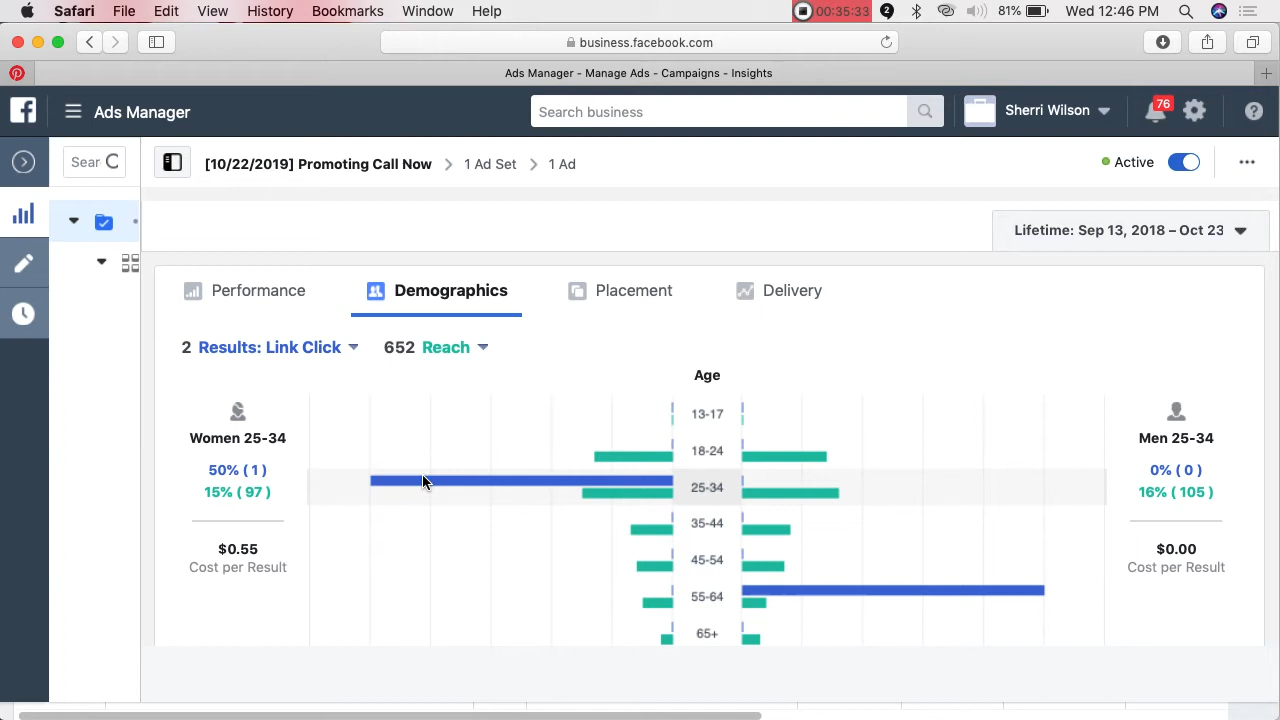 Safari File Edit View History Bookmarks Window Help 00:35:33 2 81% Wed 12:46 PM
business.facebook.com
Ads Manager - Manage Ads - Campaigns - Insights
f Ads Manager Search business Sherri Wilson 76 ?
Sear [10/22/2019] Promoting Call Now > 1 Ad Set > 1 Ad Active
Lifetime: Sep 13, 2018 – Oct 23
Performance Demographics Placement Delivery
2 Results: Link Click 652 Reach
Age
13-17
18-24
25-34
35-44
45-54
55-64
65+
Women 25-34
50% ( 1 )
15% ( 97 )
$0.55
Cost per Result
Men 25-34
0% ( 0 )
16% ( 105 )
$0.00
Cost per Result